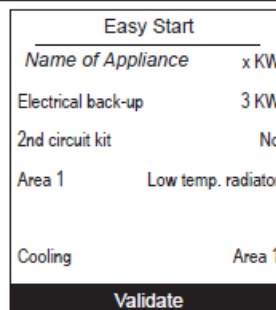 Easy Start
Name of Appliance x KW
Electrical back-up 3 KW
2nd circuit kit No
Area 1 Low temp. radiator
Cooling Area 1
Validate